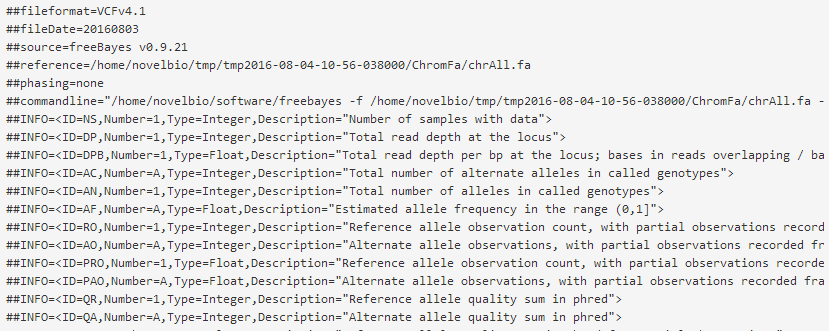 ##fileformat=VCFv4.1
##fileDate=20160803
##source=freeBayes v0.9.21
##reference=/home/novelbio/tmp/tmp2016-08-04-10-56-038000/ChromFa/chrAll.fa
##phasing=none
##commandline="/home/novelbio/software/freebayes -f /home/novelbio/tmp/tmp2016-08-04-10-56-038000/ChromFa/chrAll.fa -
##INFO=<ID=NS,Number=1,Type=Integer,Description="Number of samples with data">
##INFO=<ID=DP,Number=1,Type=Integer,Description="Total read depth at the locus">
##INFO=<ID=DPB,Number=1,Type=Float,Description="Total read depth per bp at the locus; bases in reads overlapping / ba
##INFO=<ID=AC,Number=A,Type=Integer,Description="Total number of alternate alleles in called genotypes">
##INFO=<ID=AN,Number=1,Type=Integer,Description="Total number of alleles in called genotypes">
##INFO=<ID=AF,Number=A,Type=Float,Description="Estimated allele frequency in the range (0,1]">
##INFO=<ID=RO,Number=1,Type=Integer,Description="Reference allele observation count, with partial observations record
##INFO=<ID=AO,Number=A,Type=Integer,Description="Alternate allele observations, with partial observations recorded fr
##INFO=<ID=PRO,Number=1,Type=Float,Description="Reference allele observation count, with partial observations recorde
##INFO=<ID=PAO,Number=A,Type=Float,Description="Alternate allele observations, with partial observations recorded fra
##INFO=<ID=QR,Number=1,Type=Integer,Description="Reference allele quality sum in phred">
##INFO=<ID=QA,Number=A,Type=Integer,Description="Alternate allele quality sum in phred">